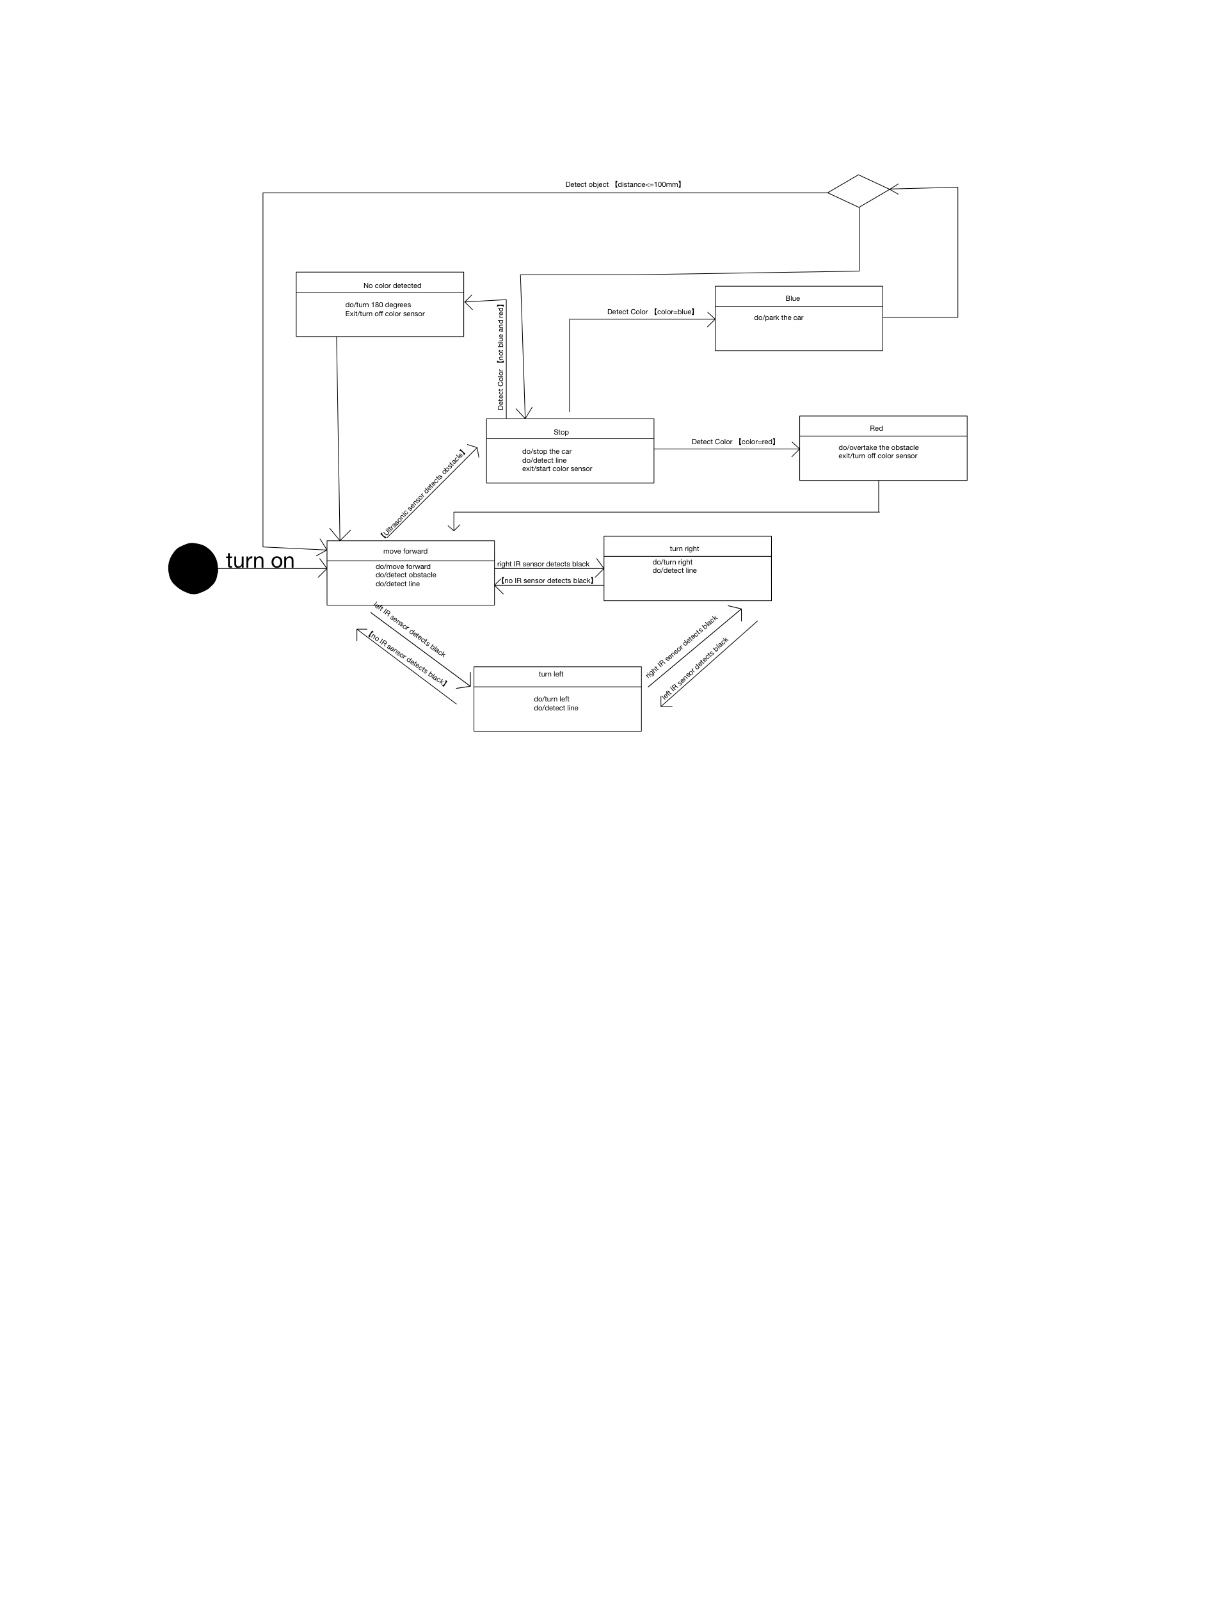 Detect object 【distance<=100mm】
No color detected
do/turn 180 degrees
Exit/turn off color sensor
Detect Color 【not blue and red】
Detect Color 【color=blue】
Blue
do/park the car
Stop
do/stop the car
do/detect line
exit/start color sensor
Detect Color 【color=red】
Red
do/overtake the obstacle
exit/turn off color sensor
【Ultrasonic sensor detects obstacle】
turn on
move forward
do/move forward
do/detect obstacle
do/detect line
right IR sensor detects black
【no IR sensor detects black】
turn right
do/turn right
do/detect line
left IR sensor detects black
【no IR sensor detects black】
turn left
do/turn left
do/detect line
right IR sensor detects black
left IR sensor detects black